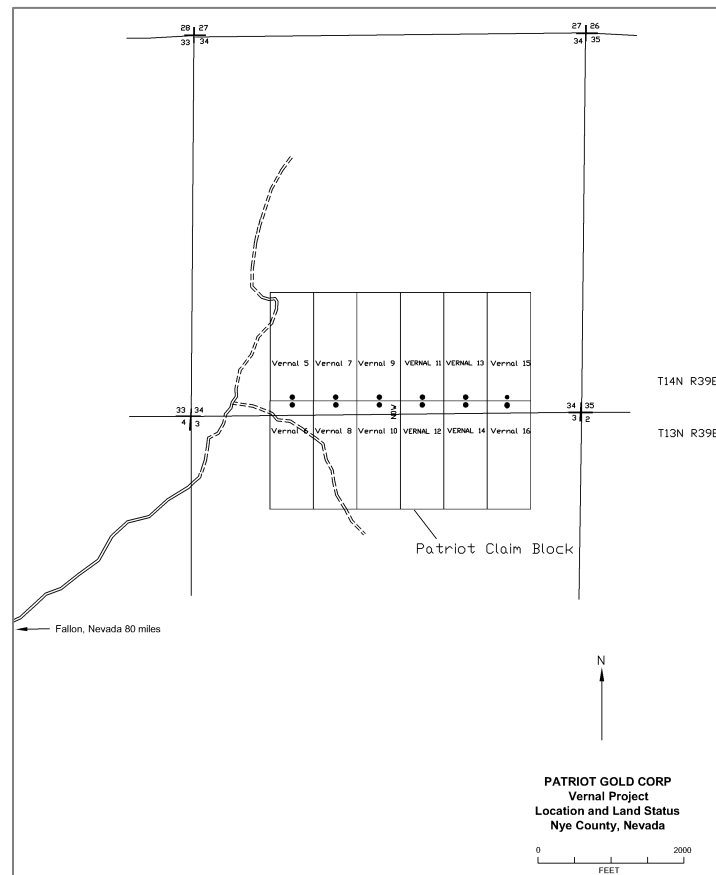 28 27
33 34
27 26
34 35
Vernal 5 Vernal 7 Vernal 9 VERNAL 11 VERNAL 13 Vernal 15
T14N R39E
33 34
4 3
34 35
3 2
MON
T13N R39E
Vernal 6 Vernal 8 Vernal 10 VERNAL 12 VERNAL 14 Vernal 16
Patriot Claim Block
Fallon, Nevada 80 miles
N
PATRIOT GOLD CORP
Vernal Project
Location and Land Status
Nye County, Nevada
0 2000
FEET